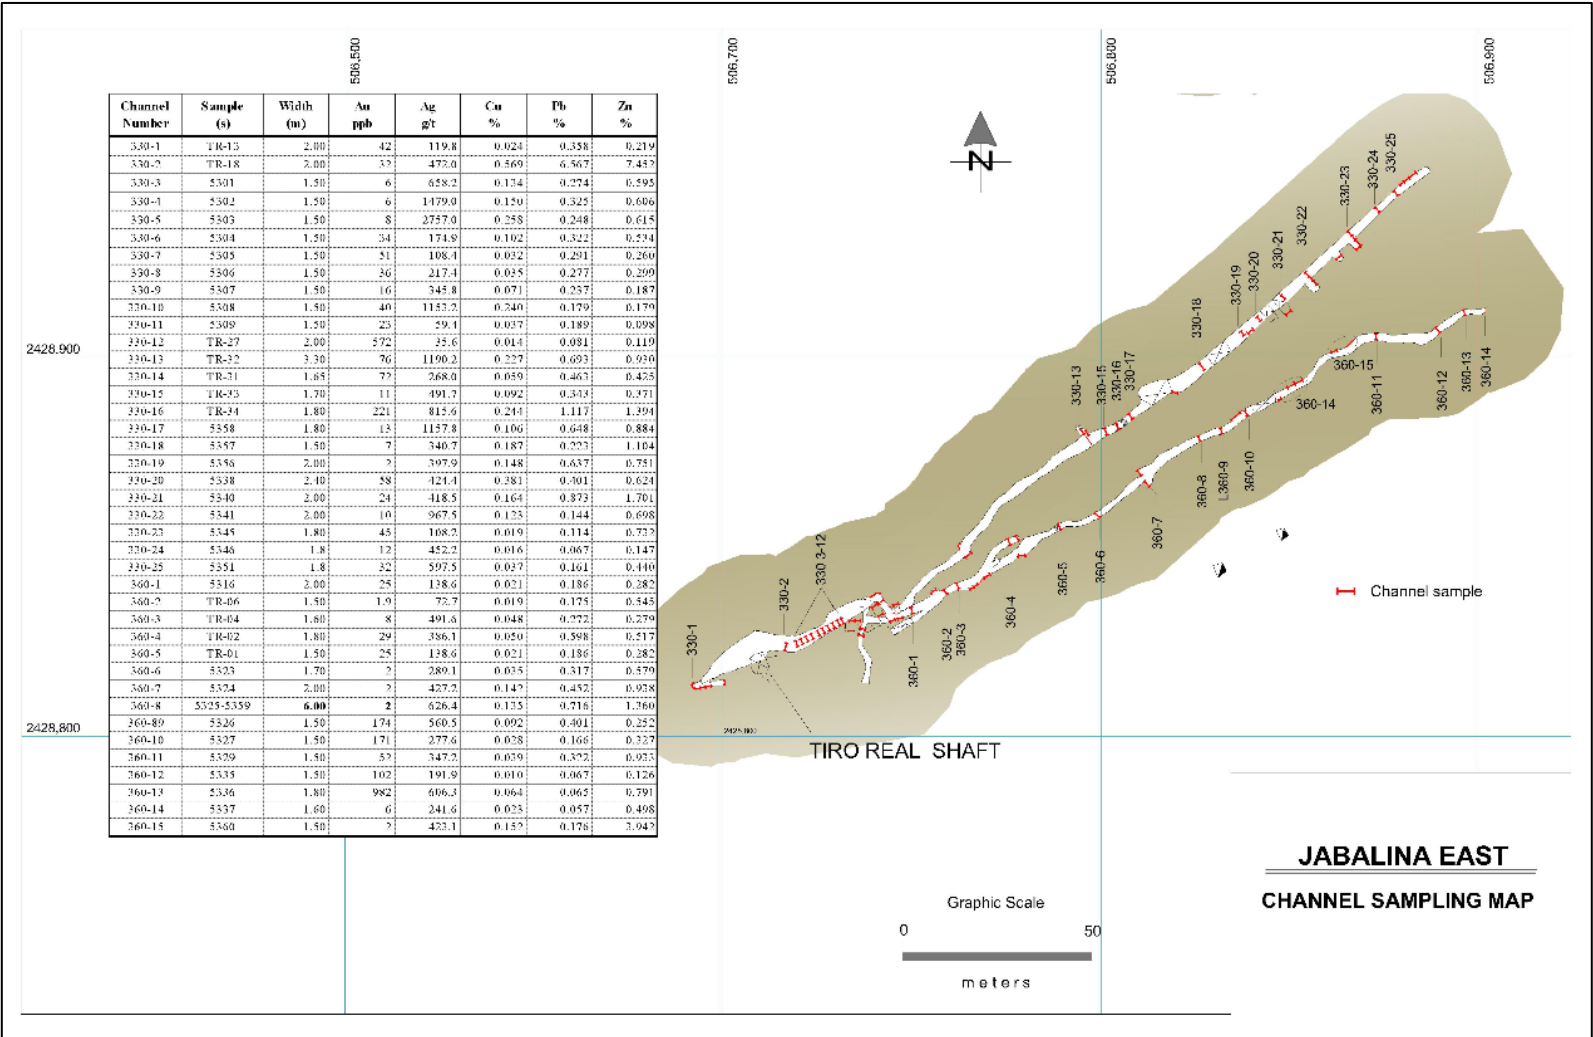 506,500
506,700
506,800
506,900
Channel Number Sample (s) Width (m) Au ppb Ag g/t Cu % Pb % Zn %
330-1 TR-13 2.00 42 119.8 0.024 0.358 0.219
330-2 TR-18 2.00 32 472.0 0.569 6.567 7.452
330-3 5301 1.50 6 658.2 0.134 0.274 0.595
330-4 5302 1.50 6 1479.0 0.150 0.325 0.606
330-5 5303 1.50 8 2757.0 0.258 0.248 0.615
330-6 5304 1.50 34 174.9 0.102 0.322 0.534
330-7 5305 1.50 51 108.4 0.032 0.291 0.260
330-8 5306 1.50 36 217.4 0.035 0.277 0.299
330-9 5307 1.50 16 345.8 0.071 0.237 0.187
330-10 5308 1.50 40 1153.2 0.240 0.179 0.179
330-11 5309 1.50 23 59.4 0.037 0.189 0.098
330-12 TR-27 2.00 572 35.6 0.014 0.081 0.119
330-13 TR-32 3.30 76 1190.2 0.227 0.693 0.930
330-14 TR-31 1.65 72 268.0 0.059 0.463 0.425
330-15 TR-33 1.70 11 491.7 0.092 0.343 0.371
330-16 TR-34 1.80 221 815.6 0.244 1.117 1.394
330-17 5358 1.80 13 1157.8 0.106 0.648 0.884
330-18 5357 1.50 7 340.7 0.187 0.223 1.104
330-19 5356 2.00 2 397.9 0.148 0.637 0.751
330-20 5338 2.40 58 424.4 0.381 0.401 0.624
330-21 5340 2.00 24 418.5 0.164 0.873 1.701
330-22 5341 2.00 10 967.5 0.123 0.144 0.698
330-23 5345 1.80 45 108.2 0.019 0.114 0.732
330-24 5346 1.8 12 452.2 0.016 0.067 0.147
330-25 5351 1.8 32 597.5 0.037 0.161 0.440
360-1 5316 2.00 25 138.6 0.021 0.186 0.282
360-2 TR-06 1.50 1.9 72.7 0.019 0.175 0.545
360-3 TR-04 1.60 8 491.6 0.048 0.272 0.279
360-4 TR-02 1.80 29 386.1 0.050 0.598 0.517
360-5 TR-01 1.50 25 138.6 0.021 0.186 0.282
360-6 5323 1.70 2 289.1 0.035 0.317 0.579
360-7 5324 2.00 2 427.2 0.142 0.452 0.928
360-8 5325-5359 6.00 2 626.4 0.135 0.716 1.360
360-89 5326 1.50 174 560.5 0.092 0.401 0.252
360-10 5327 1.50 171 277.6 0.028 0.166 0.327
360-11 5329 1.50 52 347.2 0.039 0.322 0.923
360-12 5335 1.50 102 191.9 0.010 0.067 0.126
360-13 5336 1.80 982 606.3 0.064 0.065 0.791
360-14 5337 1.60 6 241.6 0.023 0.057 0.498
360-15 5360 1.50 2 423.1 0.152 0.176 3.942
2428,900
2428,800
N
330-25
330-24
330-23
330-22
330-21
330-20
330-19
330-18
330-17
330-16
330-15
330-13
330 3-12
330-2
330-1
360-1
360-2
360-3
360-4
360-5
360-6
360-7
360-8
L360-9
360-10
360-14
360-15
360-11
360-12
360-13
360-14
TIRO REAL SHAFT
Channel sample
JABALINA EAST
CHANNEL SAMPLING MAP
Graphic Scale
0 50
meters